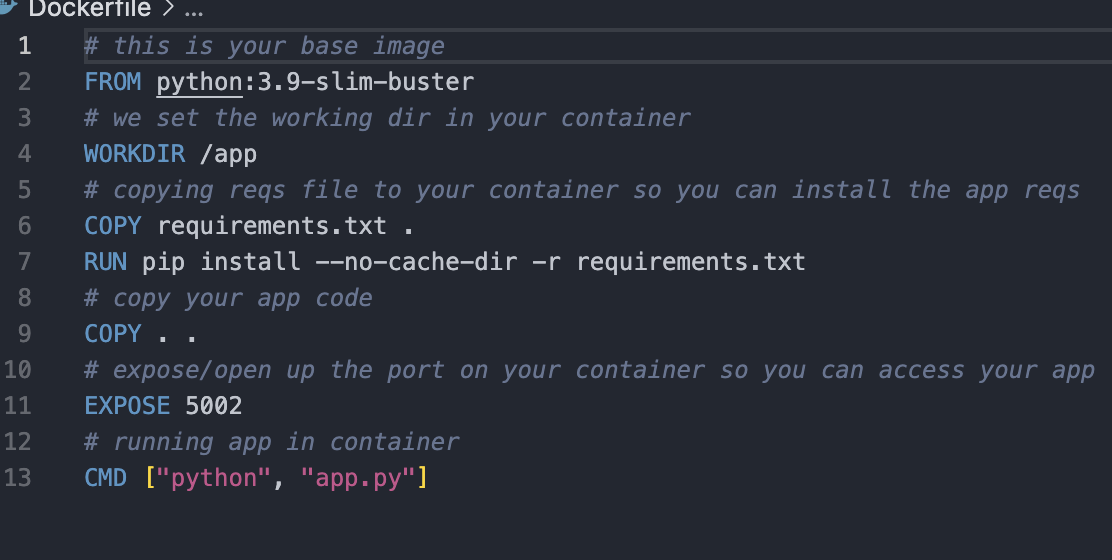 Dockerfile > ...
1 # this is your base image
2 FROM python:3.9-slim-buster
3 # we set the working dir in your container
4 WORKDIR /app
5 # copying reqs file to your container so you can install the app reqs
6 COPY requirements.txt .
7 RUN pip install --no-cache-dir -r requirements.txt
8 # copy your app code
9 COPY . .
10 # expose/open up the port on your container so you can access your app
11 EXPOSE 5002
12 # running app in container
13 CMD ["python", "app.py"]